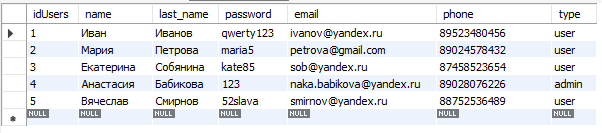 idUsers name last_name password email phone type
1 Иван Иванов qwerty123 ivanov@yandex.ru 89523480456 user
2 Мария Петрова maria5 petrova@gmail.com 89024578432 user
3 Екатерина Собянина kate85 sob@yandex.ru 87458523654 user
4 Анастасия Бабикова 123 naka.babikova@yandex.ru 89028076226 admin
5 Вячеслав Смирнов 52slava smirnov@yandex.ru 88752536489 user
NULL NULL NULL NULL NULL NULL NULL